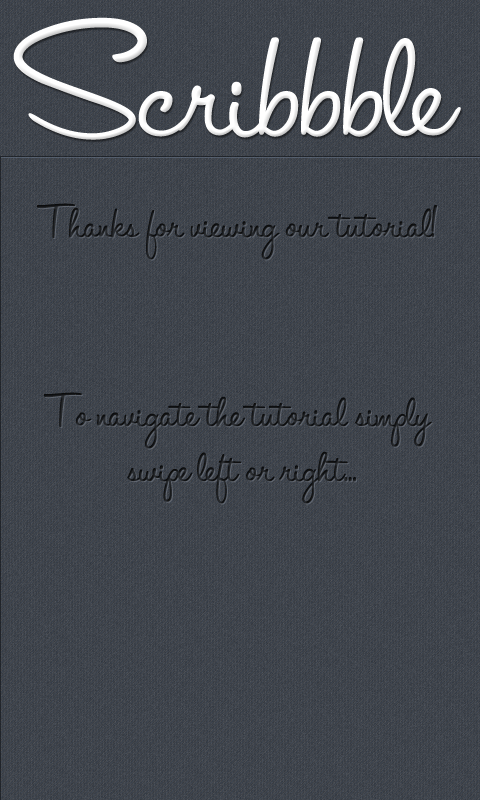 Scribbble
Thanks for viewing our tutorial!
To navigate the tutorial simply
swipe left or right...